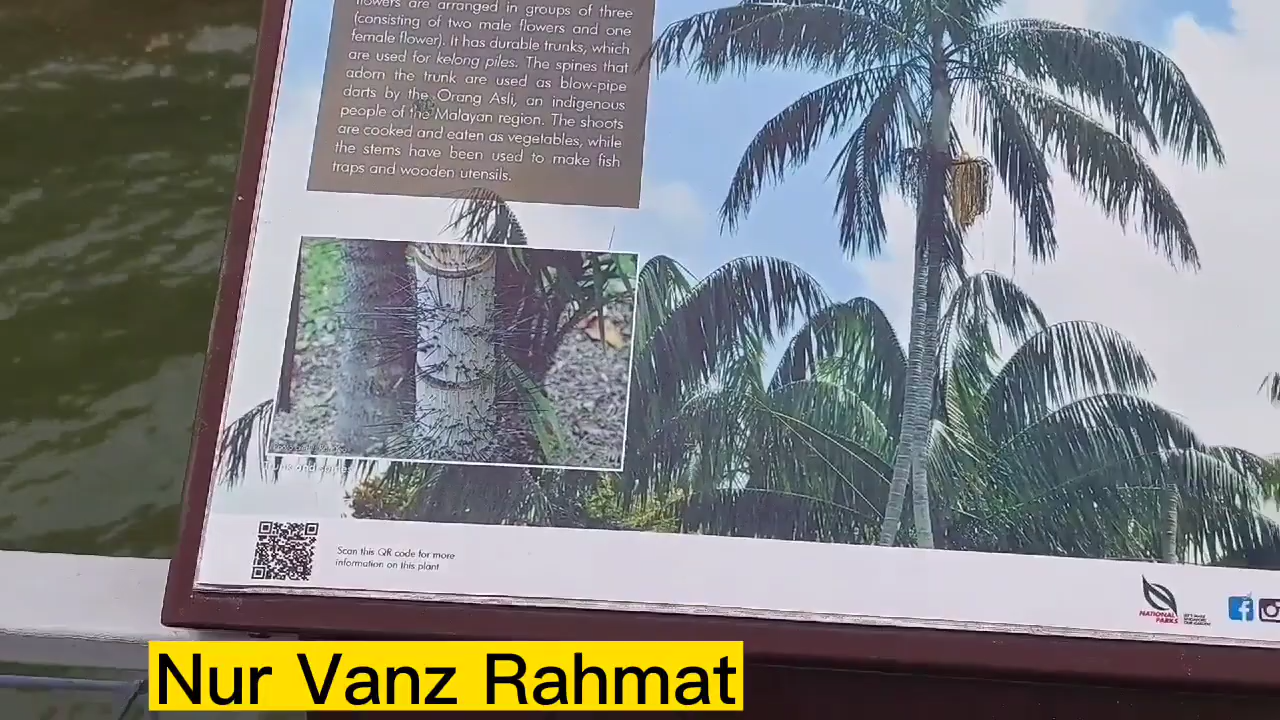 flowers are arranged in groups of three
(consisting of two male flowers and one
female flower). It has durable trunks, which
are used for kelong piles. The spines that
adorn the trunk are used as blow-pipe
darts by the Orang Asli, an indigenous
people of the Malayan region. The shoots
are cooked and eaten as vegetables, while
the stems have been used to make fish
traps and wooden utensils.
Trunk and spines
Scan this QR code for more
information on this plant
NATIONAL
PARKS
Nur Vanz Rahmat